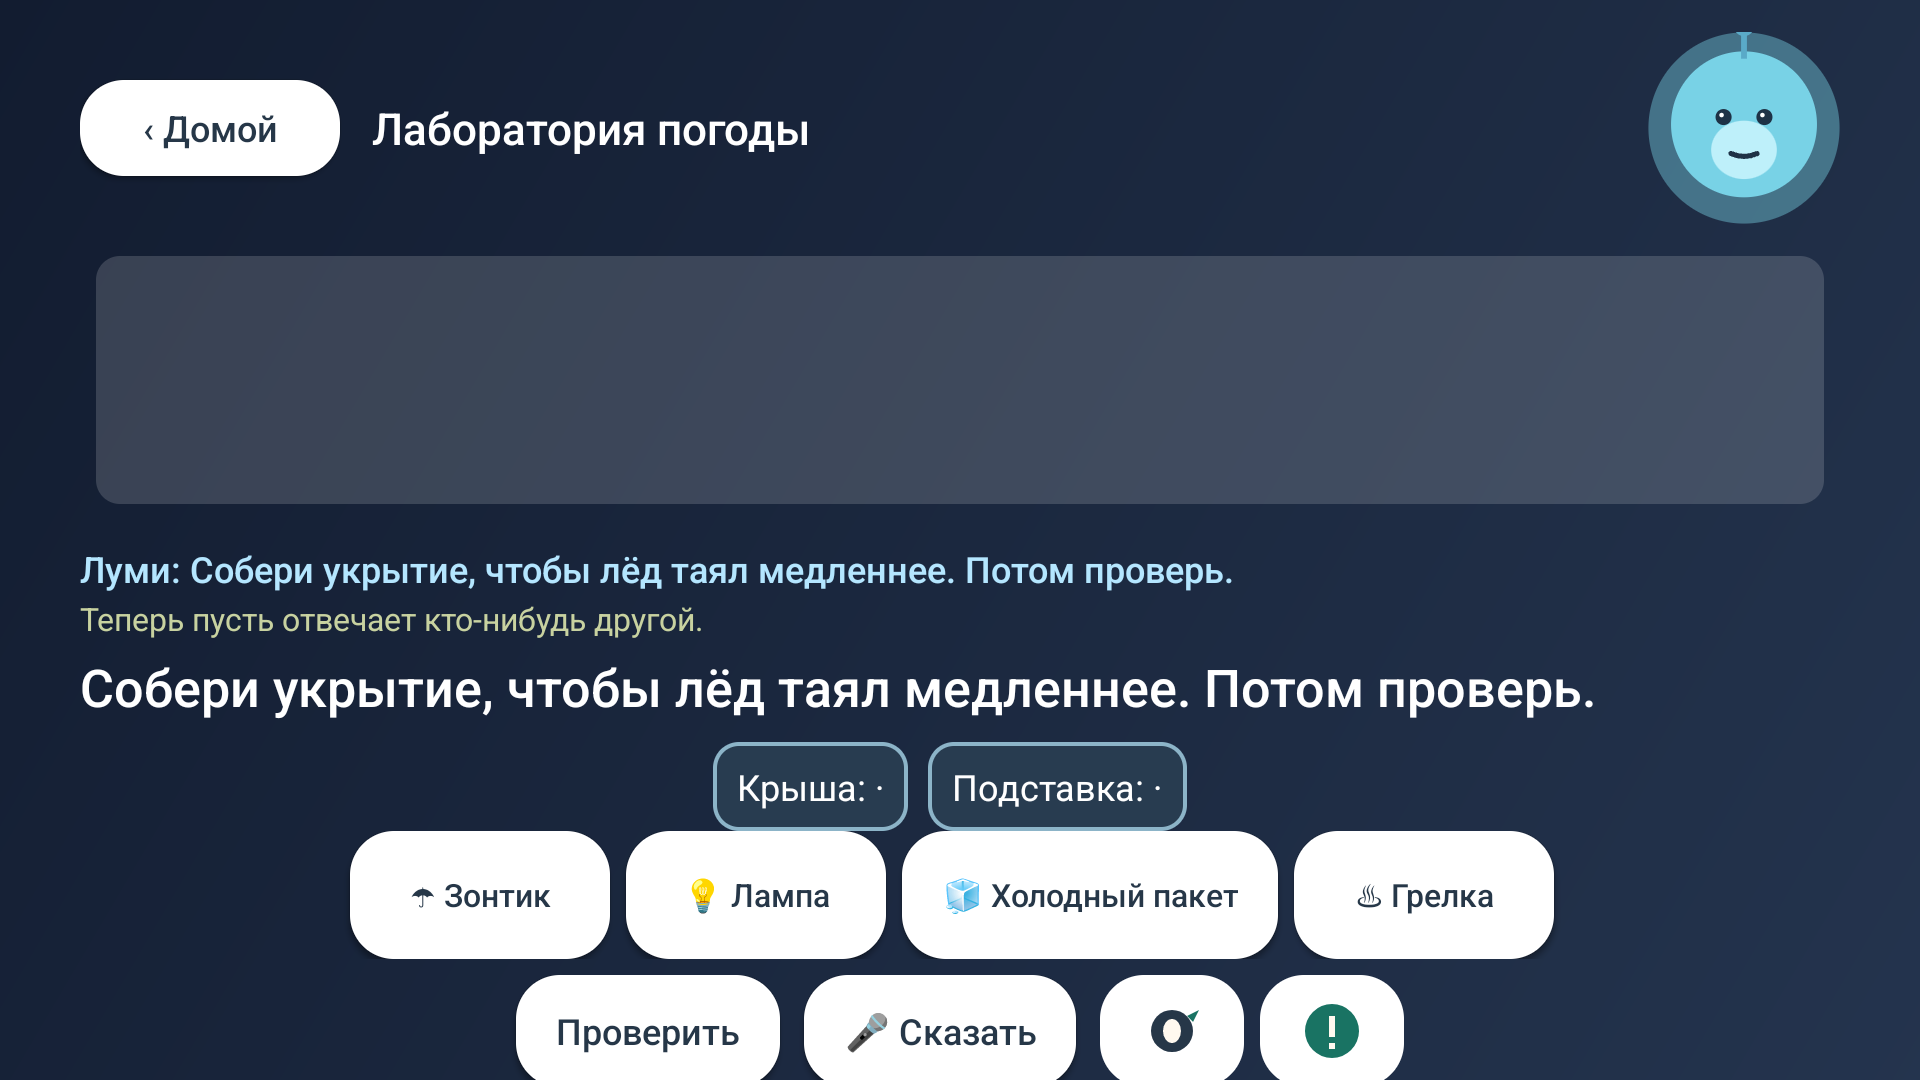 ‹ Домой
Лаборатория погоды
Луми: Собери укрытие, чтобы лёд таял медленнее. Потом проверь.
Теперь пусть отвечает кто-нибудь другой.
Собери укрытие, чтобы лёд таял медленнее. Потом проверь.
Крыша: · Подставка: ·
☂ Зонтик 💡 Лампа 🧊 Холодный пакет ♨ Грелка
Проверить 🎤 Сказать